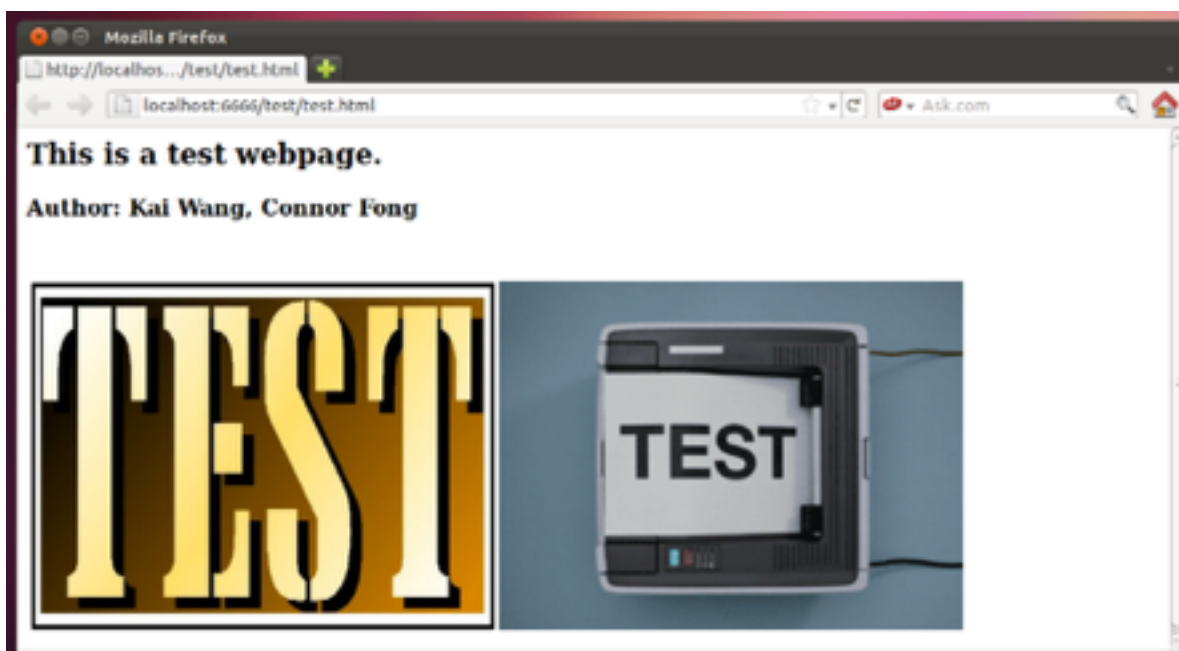 Mozilla Firefox
http://localhos.../test/test.html
localhost:6666/test/test.html
Ask.com
This is a test webpage.
Author: Kai Wang, Connor Fong
TEST
TEST